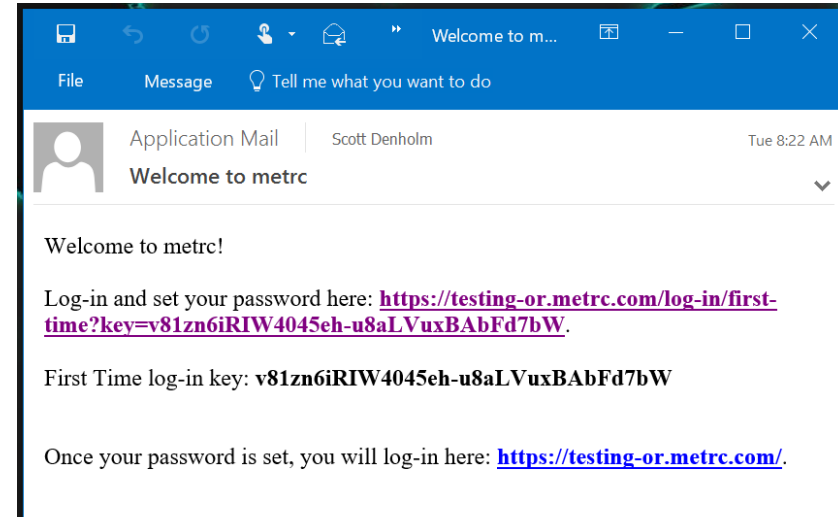 Welcome to m...
File Message Tell me what you want to do
Application Mail Scott Denholm Tue 8:22 AM
Welcome to metrc
Welcome to metrc!
Log-in and set your password here: https://testing-or.metrc.com/log-in/first-
time?key=v81zn6iRIW4045eh-u8aLVuxBAbFd7bW.
First Time log-in key: v81zn6iRIW4045eh-u8aLVuxBAbFd7bW
Once your password is set, you will log-in here: https://testing-or.metrc.com/.